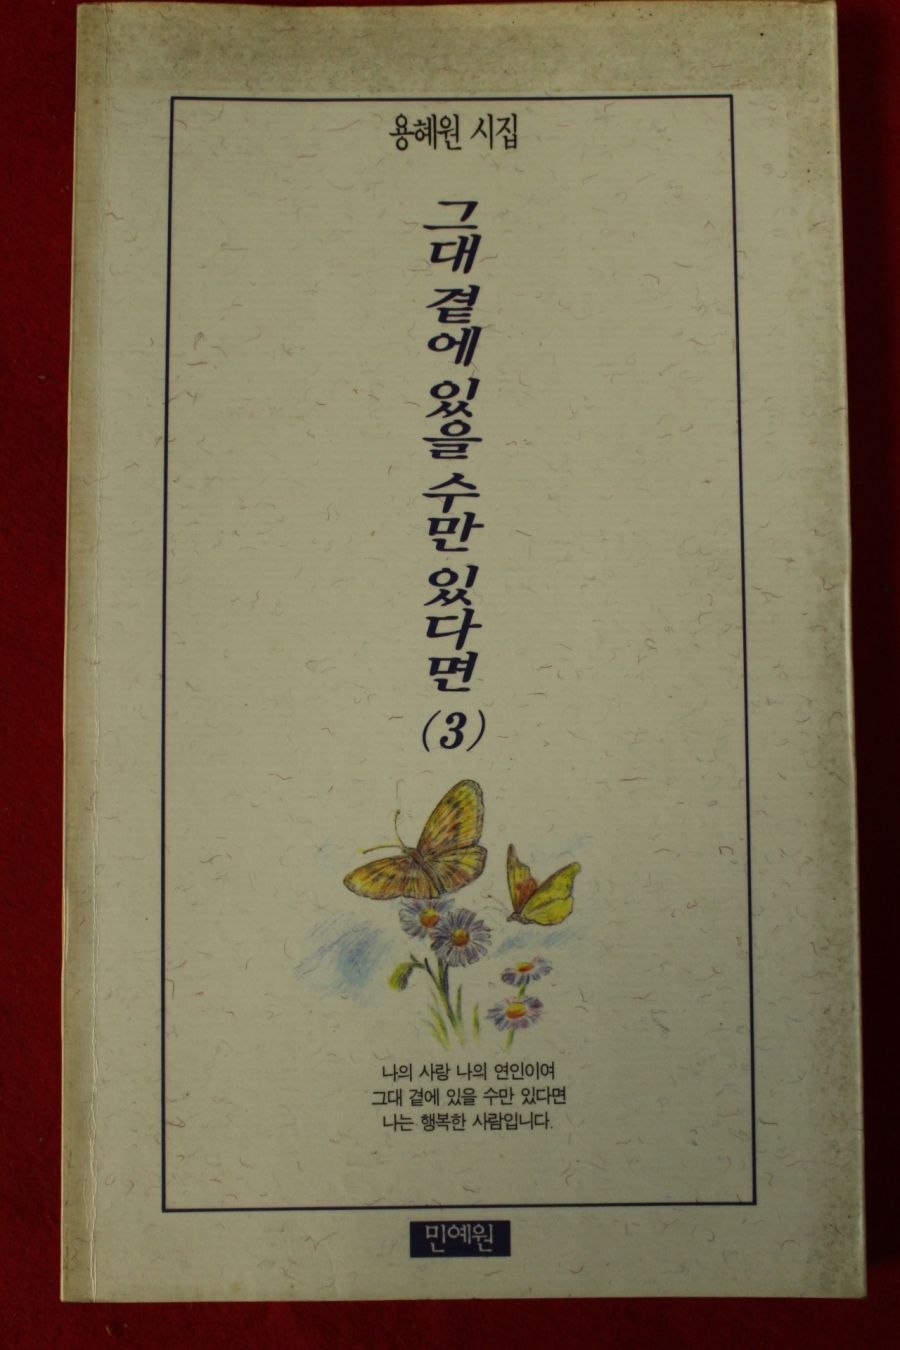 용혜원 시집
그대 곁에 있을 수만 있다면
(3)
나의 사랑 나의 연인이여
그대 곁에 있을 수만 있다면
나는 행복한 사람입니다.
민예원